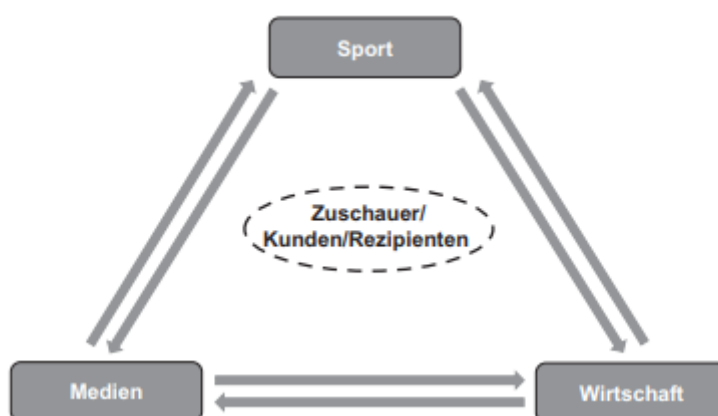 Sport
Zuschauer/
Kunden/Rezipienten
Medien
Wirtschaft